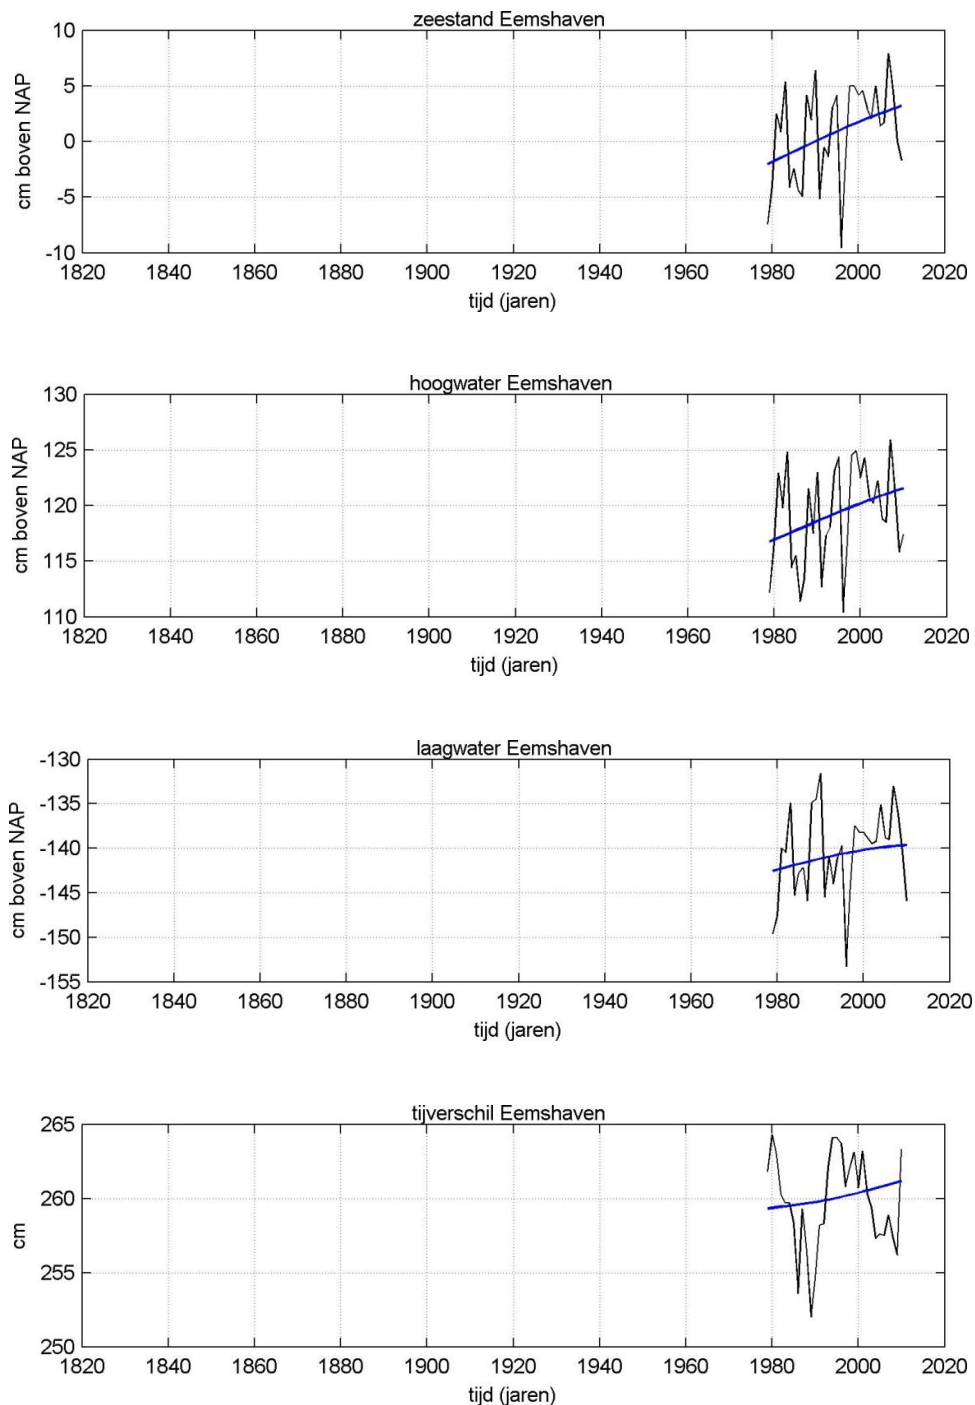 zeestand Eemshaven
10
5
0
-5
-10
cm boven NAP
1820 1840 1860 1880 1900 1920 1940 1960 1980 2000 2020
tijd (jaren)
hoogwater Eemshaven
130
125
120
115
110
cm boven NAP
1820 1840 1860 1880 1900 1920 1940 1960 1980 2000 2020
tijd (jaren)
laagwater Eemshaven
-130
-135
-140
-145
-150
-155
cm boven NAP
1820 1840 1860 1880 1900 1920 1940 1960 1980 2000 2020
tijd (jaren)
tijverschil Eemshaven
265
260
255
250
cm
1820 1840 1860 1880 1900 1920 1940 1960 1980 2000 2020
tijd (jaren)